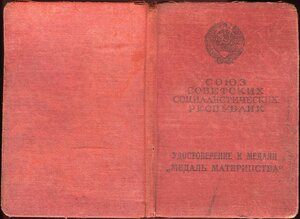 СОЮЗ
СОВЕТСКИХ
СОЦИАЛИСТИЧЕСКИХ
РЕСПУБЛИК
УДОСТОВЕРЕНИЕ К МЕДАЛИ
„МЕДАЛЬ МАТЕРИНСТВА“